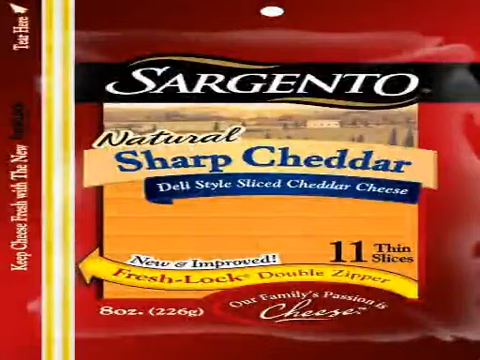 Tear Here
Keep Cheese Fresh with The New
SARGENTO
Natural
Sharp Cheddar
Deli Style Sliced Cheddar Cheese
11 Thin
Slices
New & Improved!
Fresh-Lock® Double Zipper
8oz. (226g)
Our Family's Passion is
Cheese.™